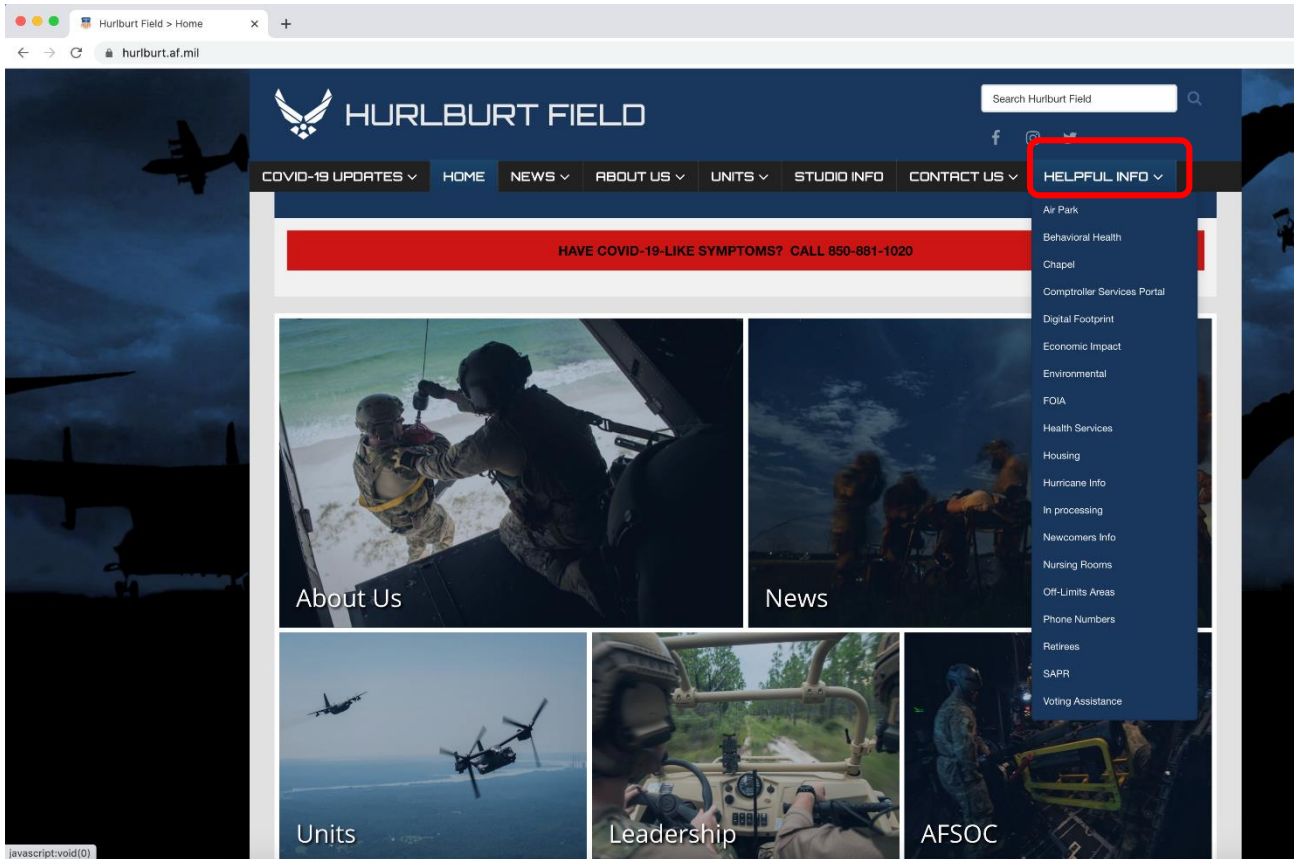 Hurlburt Field > Home
hurlburt.af.mil
HURLBURT FIELD
Search Hurlburt Field
COVID-19 UPDATES HOME NEWS ABOUT US UNITS STUDIO INFO CONTACT US HELPFUL INFO
HAVE COVID-19-LIKE SYMPTOMS? CALL 850-881-1020
Air Park
Behavioral Health
Chapel
Comptroller Services Portal
Digital Footprint
Economic Impact
Environmental
FOIA
Health Services
Housing
Hurricane Info
In processing
Newcomers Info
Nursing Rooms
Off-Limits Areas
Phone Numbers
Retirees
SAPR
Voting Assistance
About Us
News
Units
Leadership
AFSOC
javascript:void(0)